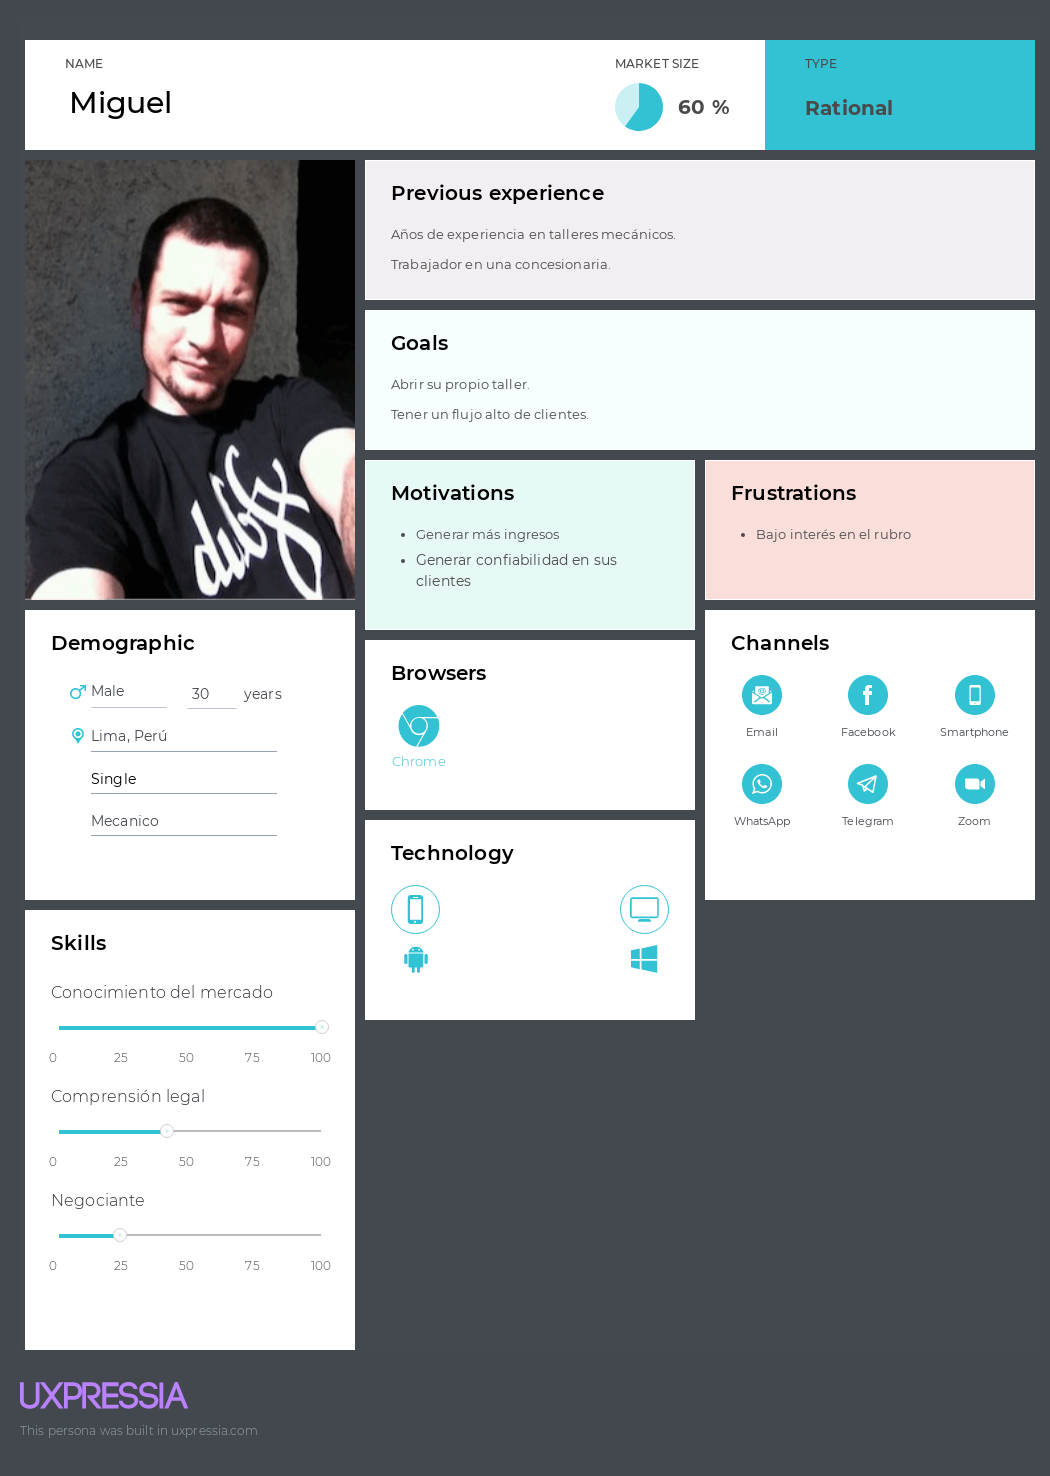 NAME
Miguel
MARKET SIZE
60 %
TYPE
Rational
Previous experience
Años de experiencia en talleres mecánicos.
Trabajador en una concesionaria.
Goals
Abrir su propio taller.
Tener un flujo alto de clientes.
Motivations
Generar más ingresos
Generar confiabilidad en sus
clientes
Frustrations
Bajo interés en el rubro
Demographic
Male
30 years
Lima, Perú
Single
Mecanico
Browsers
Chrome
Channels
Email Facebook Smartphone
WhatsApp Telegram Zoom
Technology
Skills
Conocimiento del mercado
0 25 50 75 100
Comprensión legal
0 25 50 75 100
Negociante
0 25 50 75 100
UXPRESSIA
This persona was built in uxpressia.com